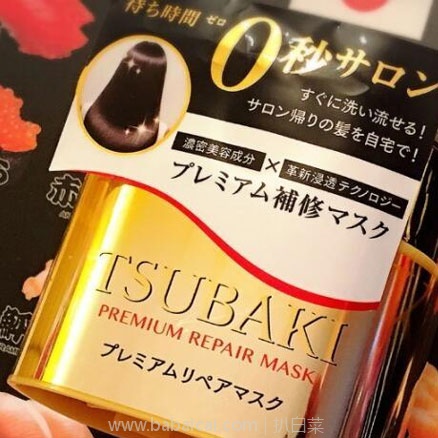 待ち時間 ゼロ
0秒サロン
すぐに洗い流せる!
サロン帰りの髪を自宅で!
濃密美容成分 × 革新浸透テクノロジー
プレミアム補修マスク
TSUBAKI
PREMIUM REPAIR MASK
プレミアムリペアマスク
赤